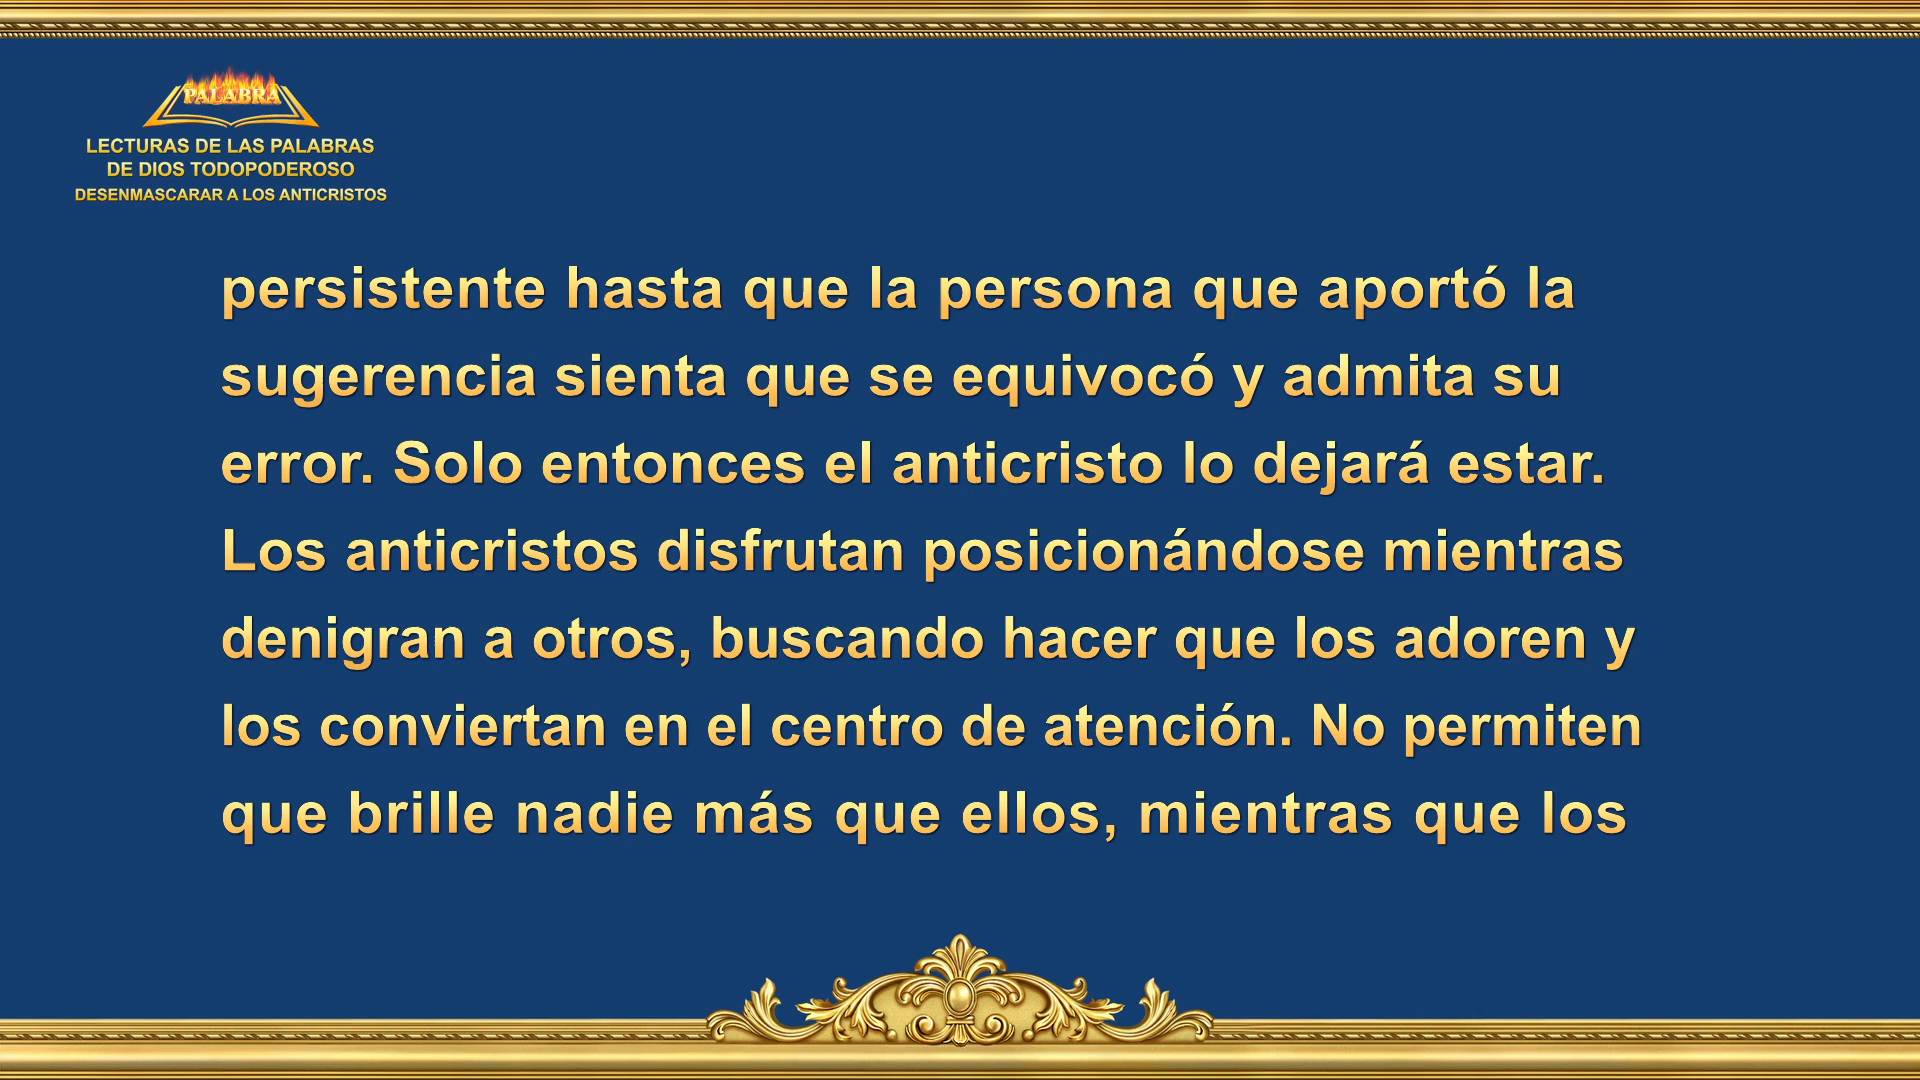 PALABRA
LECTURAS DE LAS PALABRAS
DE DIOS TODOPODEROSO
DESENMASCARAR A LOS ANTICRISTOS
persistente hasta que la persona que aportó la
sugerencia sienta que se equivocó y admita su
error. Solo entonces el anticristo lo dejará estar.
Los anticristos disfrutan posicionándose mientras
denigran a otros, buscando hacer que los adoren y
los conviertan en el centro de atención. No permiten
que brille nadie más que ellos, mientras que los